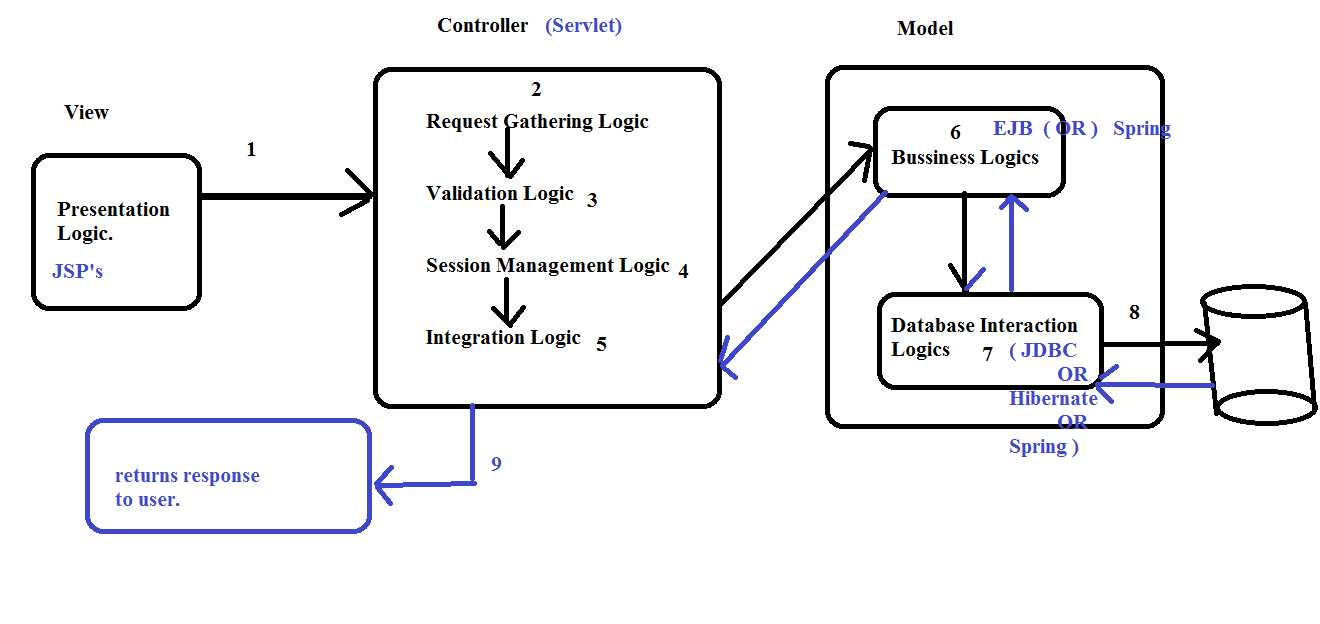 View
1
Presentation
Logic.
JSP's
Controller (Servlet)
2
Request Gathering Logic
Validation Logic 3
Session Management Logic 4
Integration Logic 5
Model
6 EJB ( OR ) Spring
Bussiness Logics
Database Interaction
Logics 7 ( JDBC
OR
Hibernate
OR
Spring )
8
9
returns response
to user.